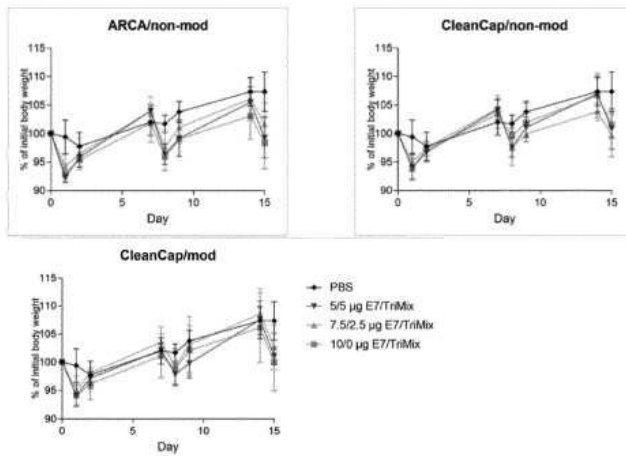 ARCA/non-mod
% of initial body weight
115
110
105
100
95
90
0 5 10 15
Day
CleanCap/non-mod
% of initial body weight
115
110
105
100
95
90
0 5 10 15
Day
CleanCap/mod
% of initial body weight
115
110
105
100
95
90
0 5 10 15
Day
PBS
5/5 µg E7/TriMix
7.5/2.5 µg E7/TriMix
10/0 µg E7/TriMix